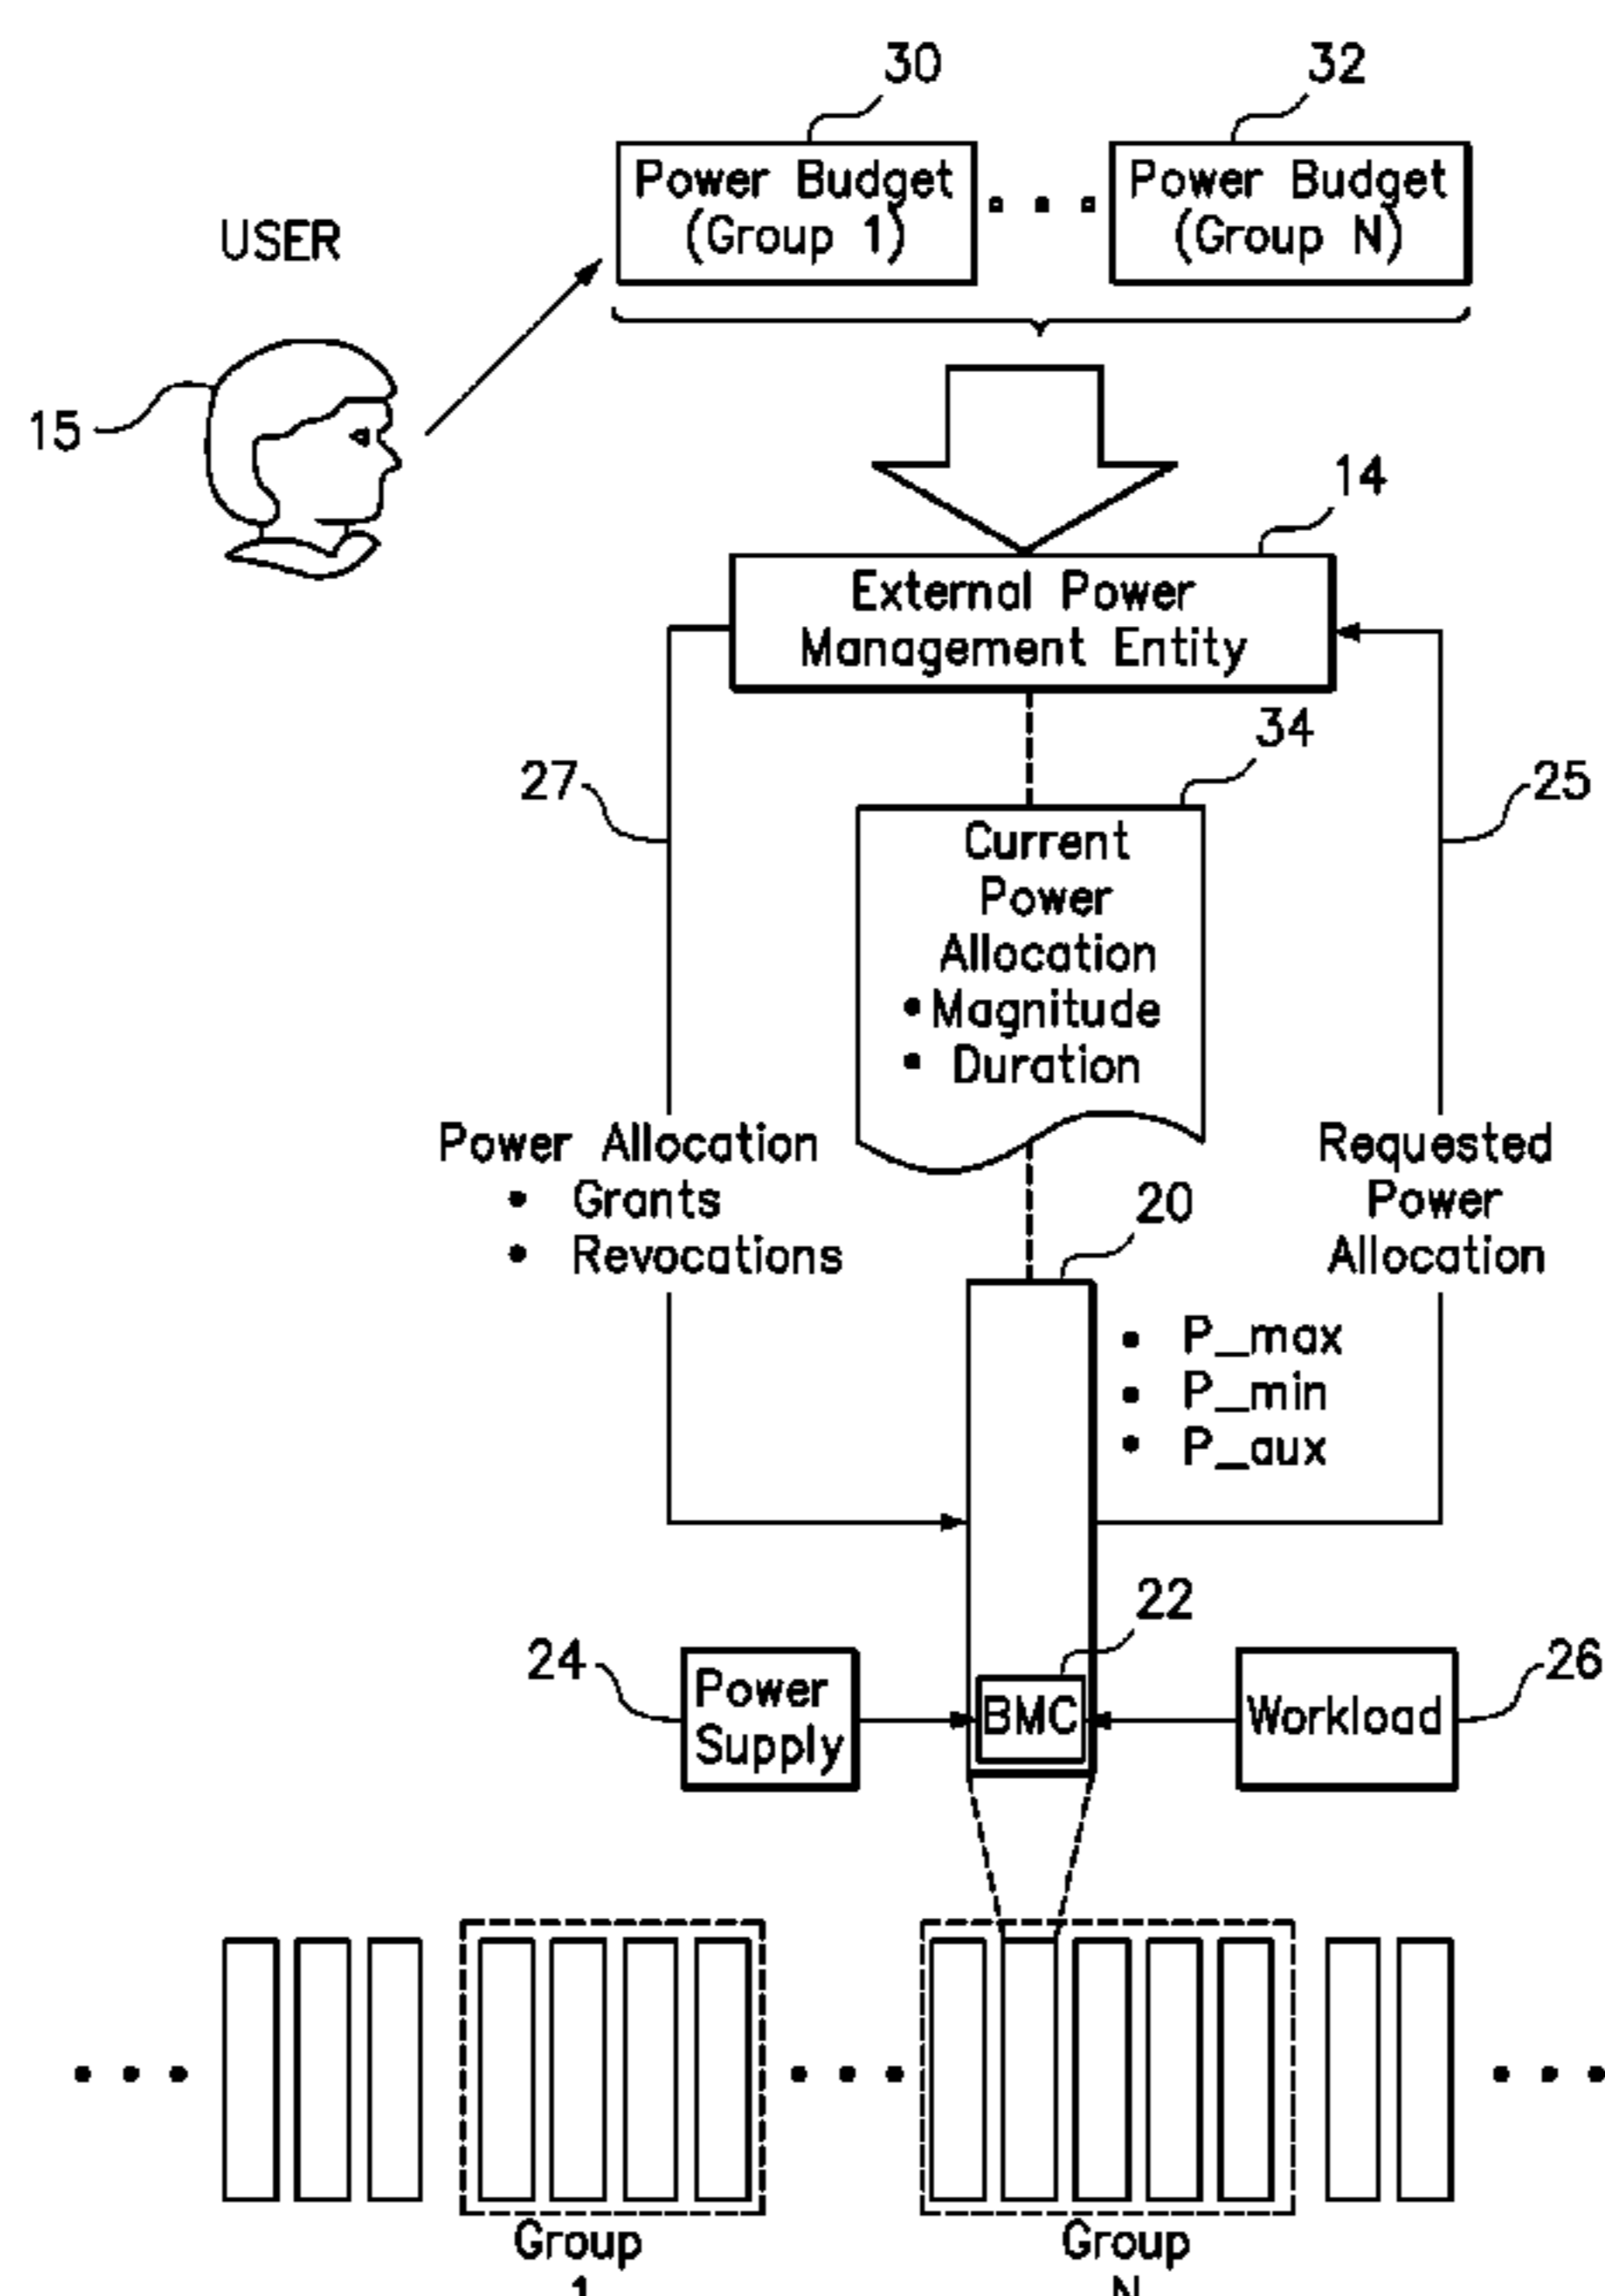 30
32
Power Budget
(Group 1)
Power Budget
(Group N)
USER
15
14
External Power
Management Entity
34
27
25
Current
Power
Allocation
• Magnitude
• Duration
Power Allocation
• Grants
• Revocations
Requested
Power
Allocation
20
• P_max
• P_min
• P_aux
22
24
Power
Supply
BMC
Workload
26
Group
1
Group
N